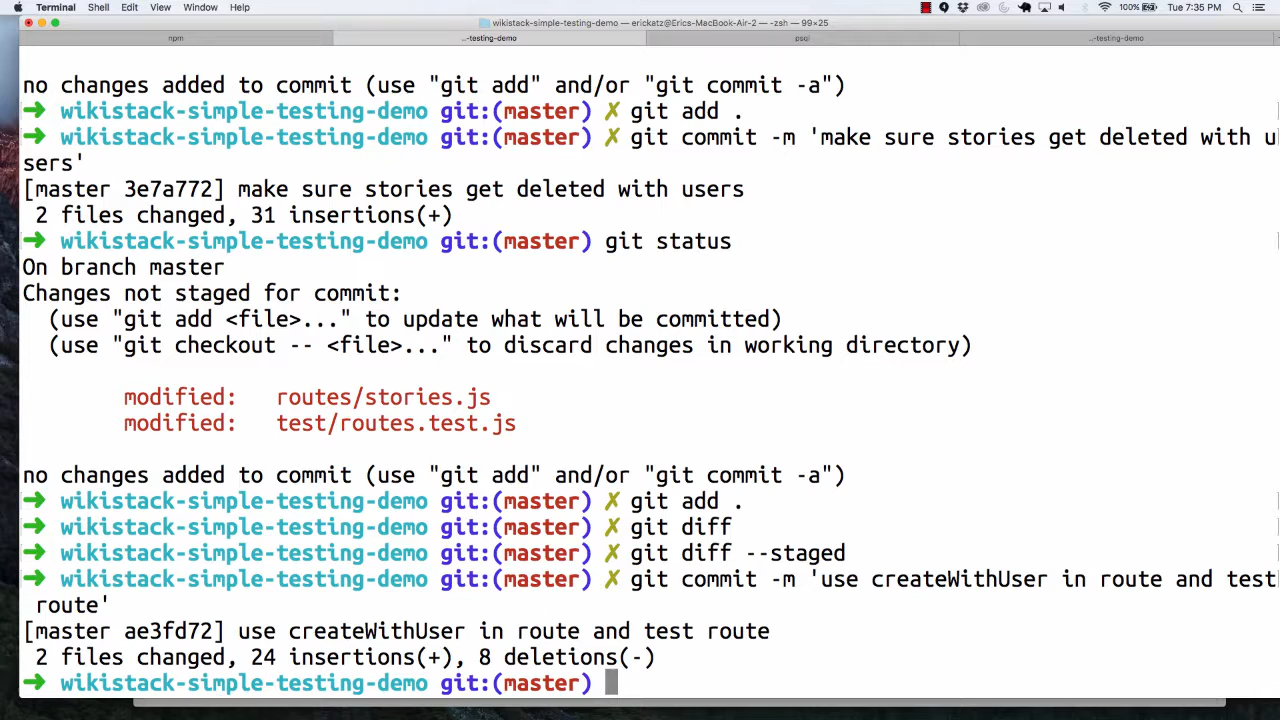 Terminal Shell Edit View Window Help 100% Tue 7:35 PM
wikistack-simple-testing-demo — erickatz@Erics-MacBook-Air-2 — -zsh — 99×25
npm ...-testing-demo psql ...-testing-demo
no changes added to commit (use "git add" and/or "git commit -a")
➜ wikistack-simple-testing-demo git:(master) ✗ git add .
➜ wikistack-simple-testing-demo git:(master) ✗ git commit -m 'make sure stories get deleted with u
sers'
[master 3e7a772] make sure stories get deleted with users
2 files changed, 31 insertions(+)
➜ wikistack-simple-testing-demo git:(master) git status
On branch master
Changes not staged for commit:
(use "git add <file>..." to update what will be committed)
(use "git checkout -- <file>..." to discard changes in working directory)
modified: routes/stories.js
modified: test/routes.test.js
no changes added to commit (use "git add" and/or "git commit -a")
➜ wikistack-simple-testing-demo git:(master) ✗ git add .
➜ wikistack-simple-testing-demo git:(master) ✗ git diff
➜ wikistack-simple-testing-demo git:(master) ✗ git diff --staged
➜ wikistack-simple-testing-demo git:(master) ✗ git commit -m 'use createWithUser in route and test
route'
[master ae3fd72] use createWithUser in route and test route
2 files changed, 24 insertions(+), 8 deletions(-)
➜ wikistack-simple-testing-demo git:(master)